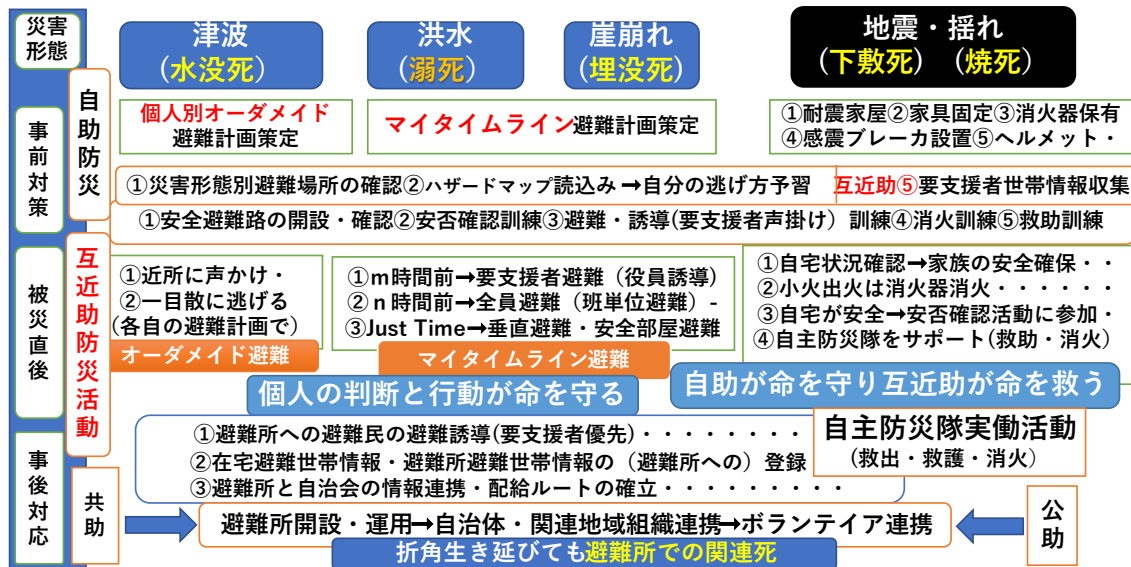 災害
形態
津波
(水没死)
洪水
(溺死)
崖崩れ
(埋没死)
地震・揺れ
(下敷死) (焼死)
自助防災
事前対策
個人別オーダメイド
避難計画策定
マイタイムライン避難計画策定
①耐震家屋②家具固定③消火器保有
④感震ブレーカ設置⑤ヘルメット・
①災害形態別避難場所の確認②ハザードマップ読込み→自分の逃げ方予習
互近助⑤要支援者世帯情報収集
①安全避難路の開設・確認②安否確認訓練③避難・誘導(要支援者声掛け）訓練④消火訓練⑤救助訓練
互近助防災活動
被災直後
①近所に声かけ・
②一目散に逃げる
(各自の避難計画で)
オーダメイド避難
①ｍ時間前→要支援者避難（役員誘導）
②ｎ時間前→全員避難（班単位避難）-
③Just Time→垂直避難・安全部屋避難
マイタイムライン避難
①自宅状況確認→家族の安全確保・・
②小火出火は消火器消火・・・・・・
③自宅が安全→安否確認活動に参加・
④自主防災隊をサポート(救助・消火)
個人の判断と行動が命を守る
自助が命を守り互近助が命を救う
事後対応
①避難所への避難民の避難誘導(要支援者優先)・・・・・・・・
②在宅避難世帯情報・避難所避難世帯情報の（避難所への）登録
③避難所と自治会の情報連携・配給ルートの確立・・・・・・・・・
自主防災隊実働活動
(救出・救護・消火)
共助
避難所開設・運用→自治体・関連地域組織連携→ボランテイア連携
公助
折角生き延びても避難所での関連死